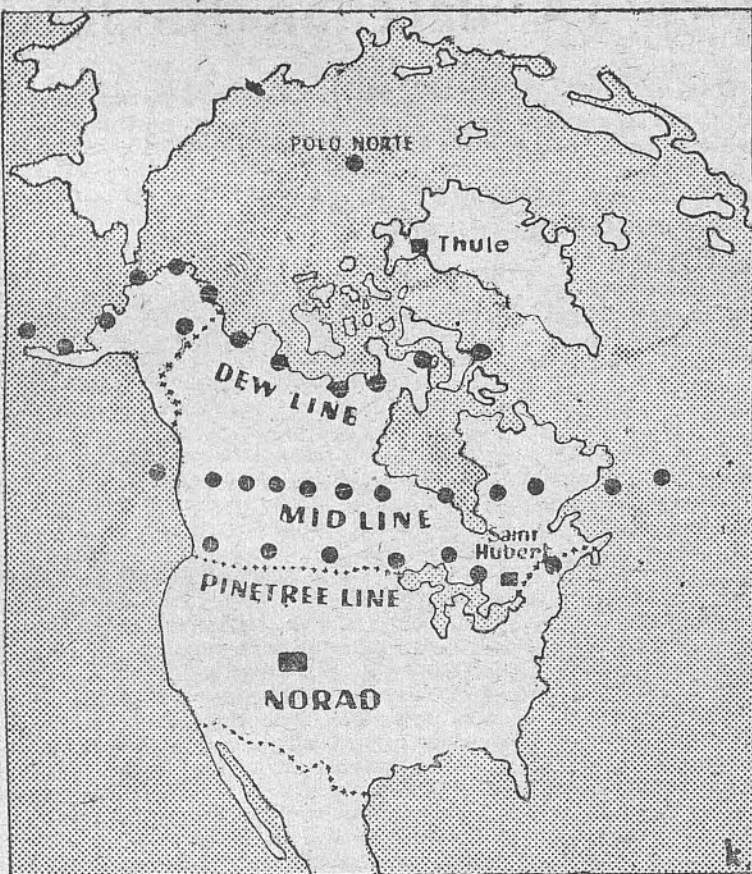 POLO NORTE
Thule
DEW LINE
MID LINE
Saint
Hubert
PINETREE LINE
NORAD
k.